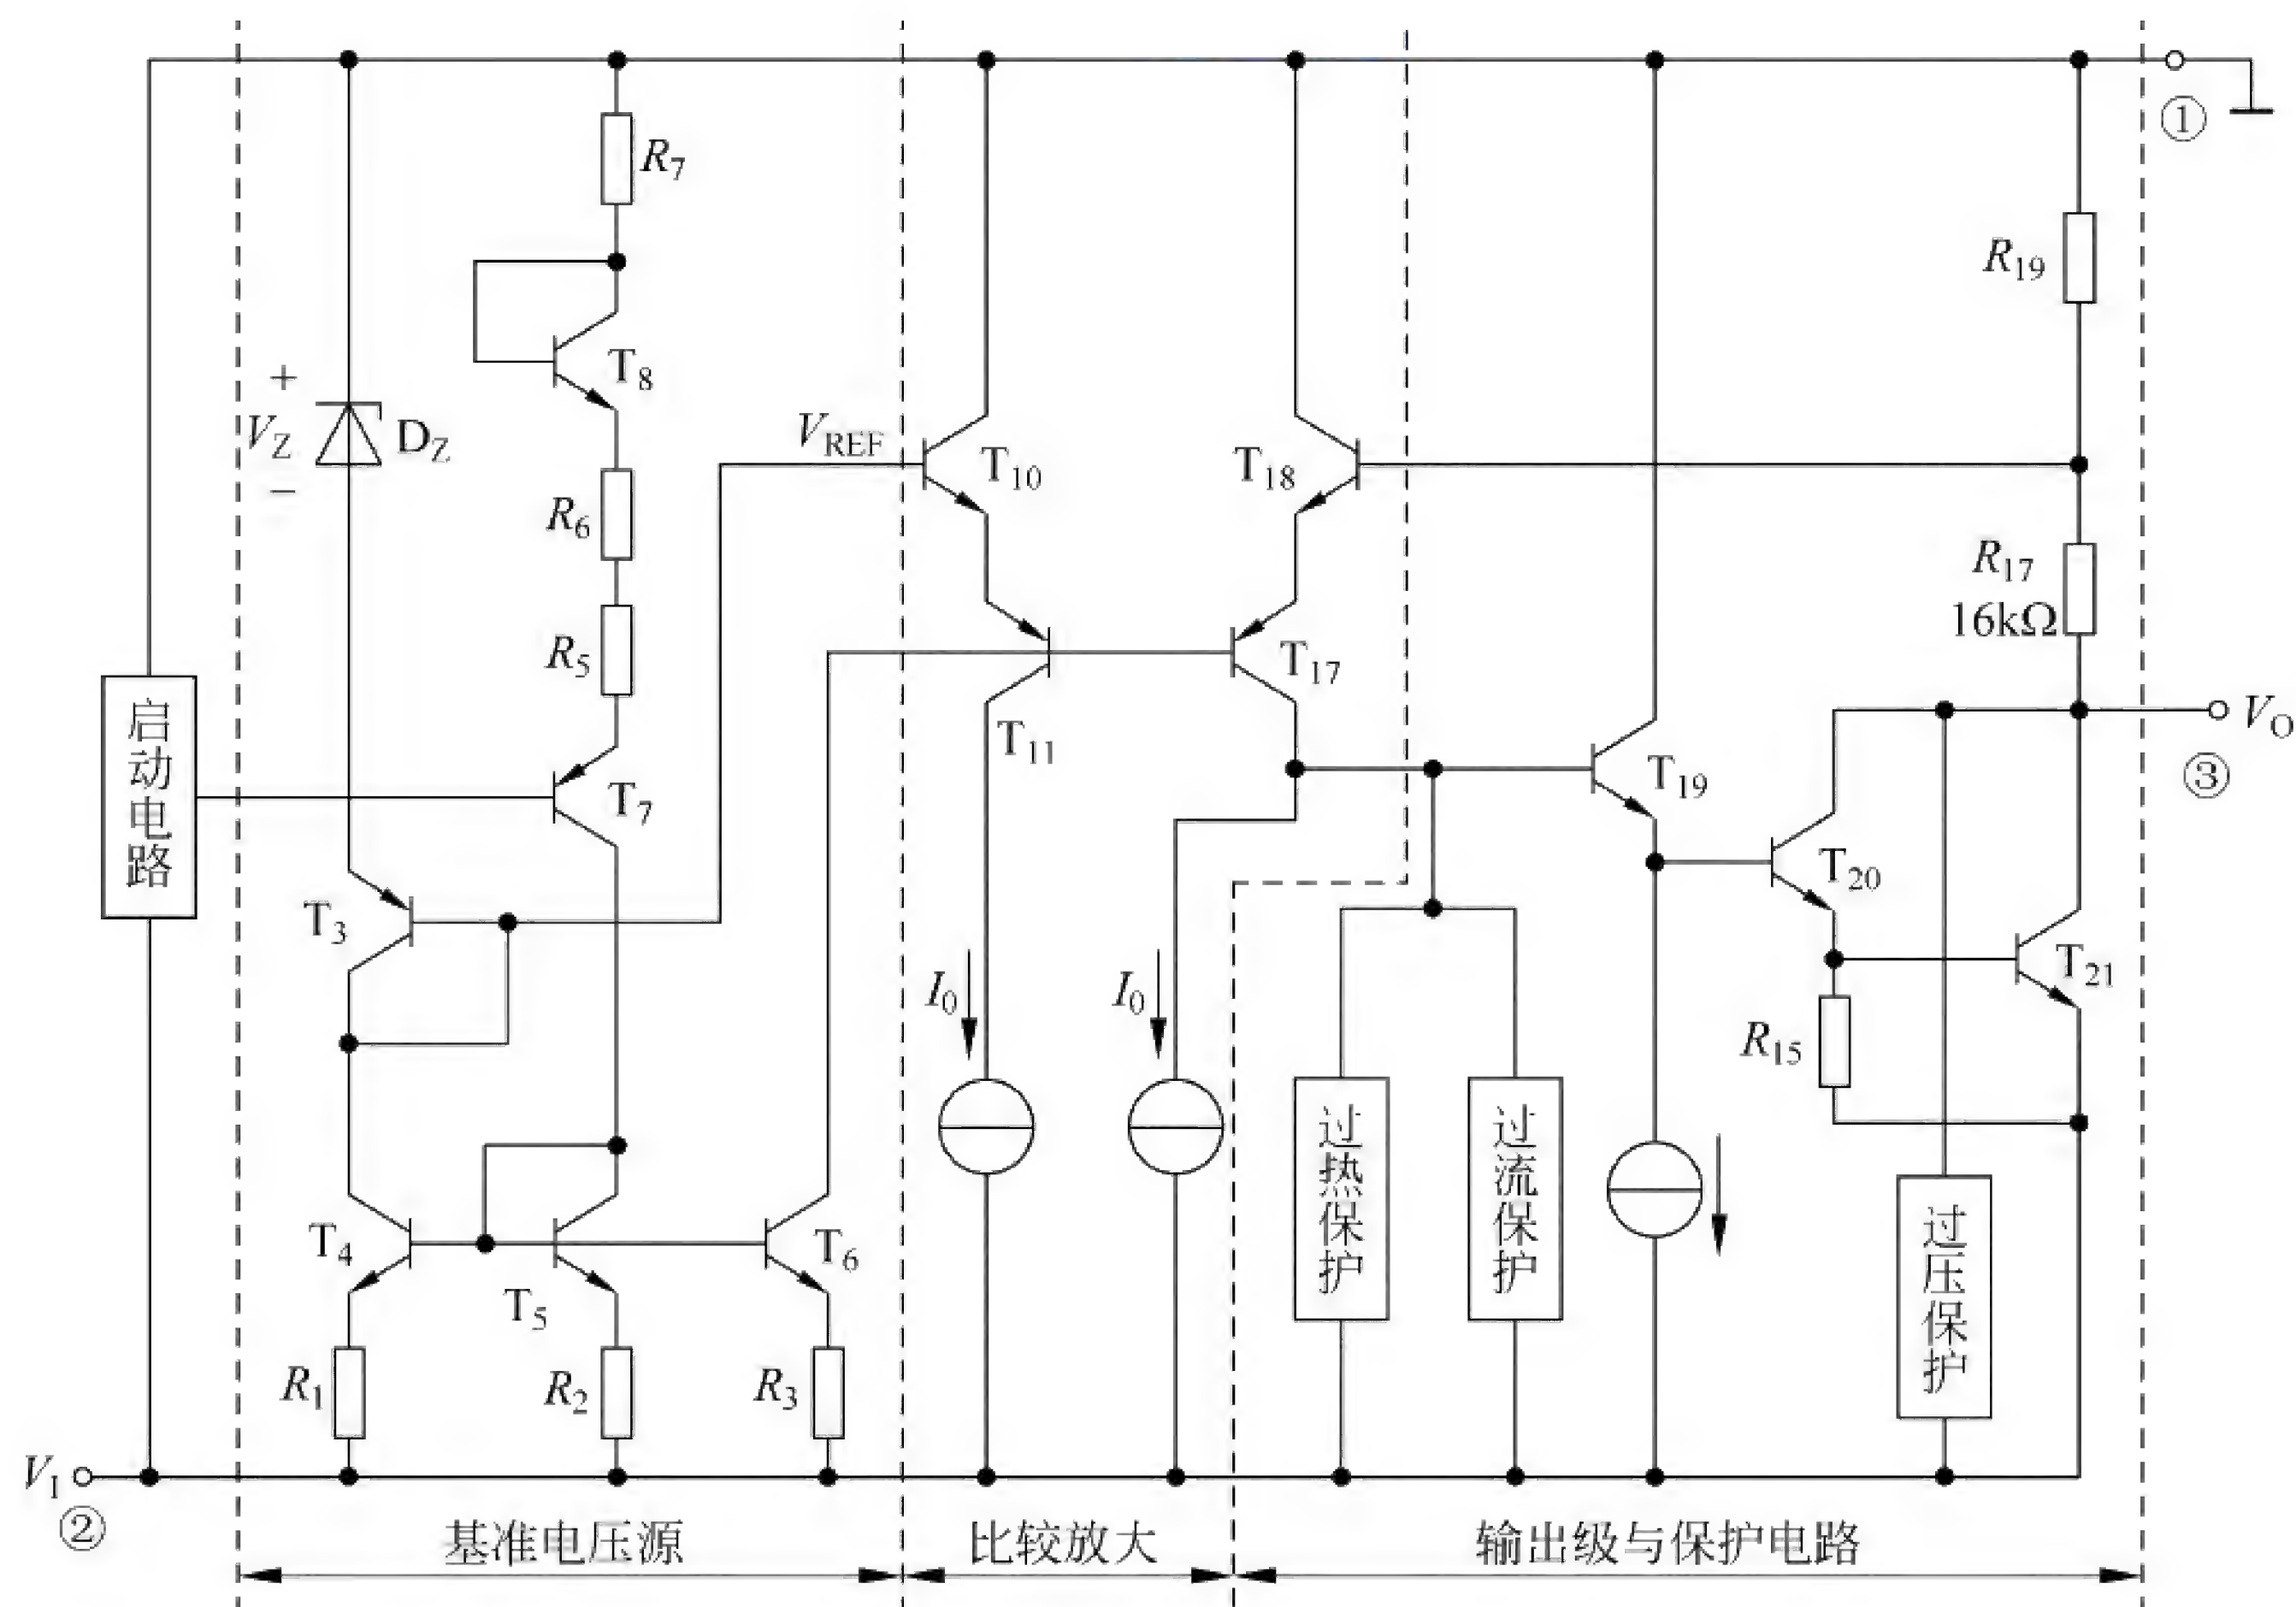 ①
R7
R19
T8
+
VZ
−
DZ
VREF
T10
T18
R6
R17
16kΩ
R5
T17
启动电路
VO
③
T11
T19
T7
T20
T3
T21
I0
I0
R15
过热保护
过流保护
过压保护
T4
T5
T6
R1
R2
R3
VI
②
基准电压源
比较放大
输出级与保护电路